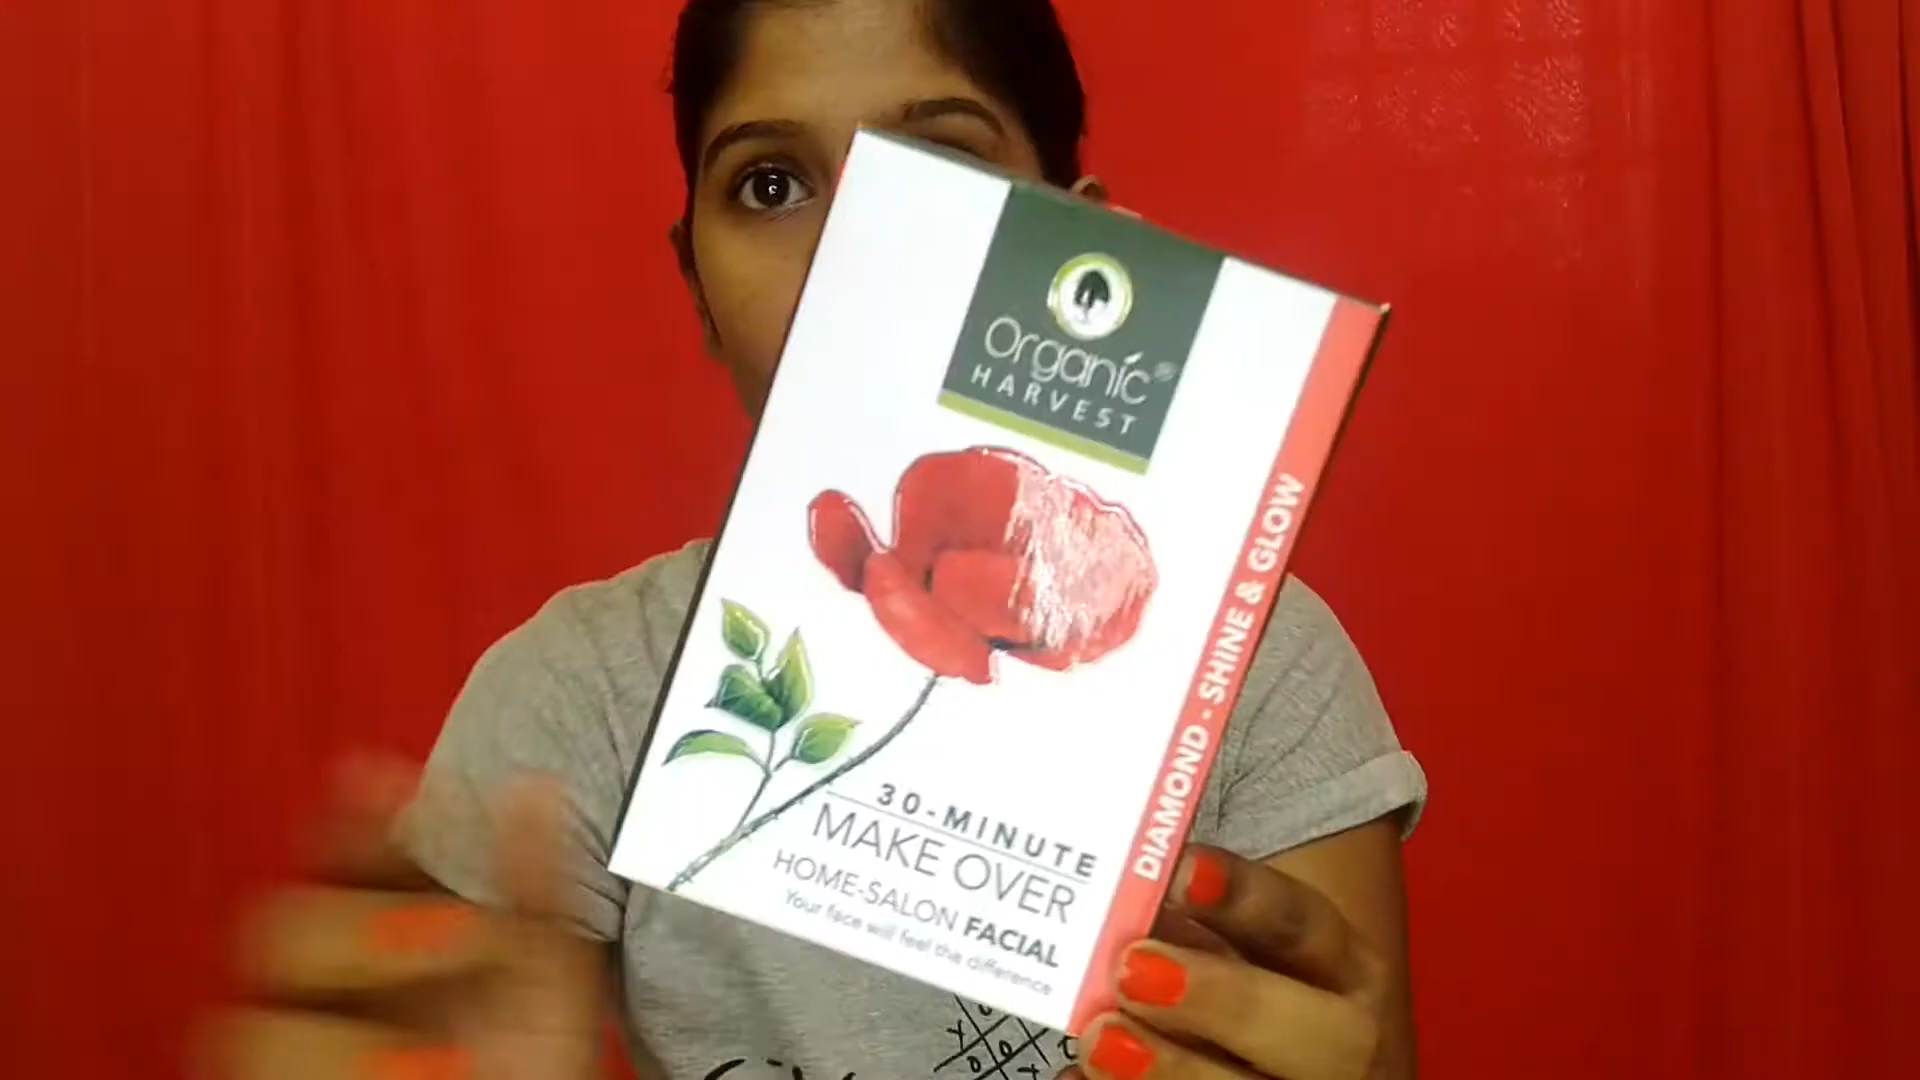 Organic®
HARVEST
30-MINUTE
MAKE OVER
HOME-SALON FACIAL
Your face will feel the difference
DIAMOND - SHINE & GLOW